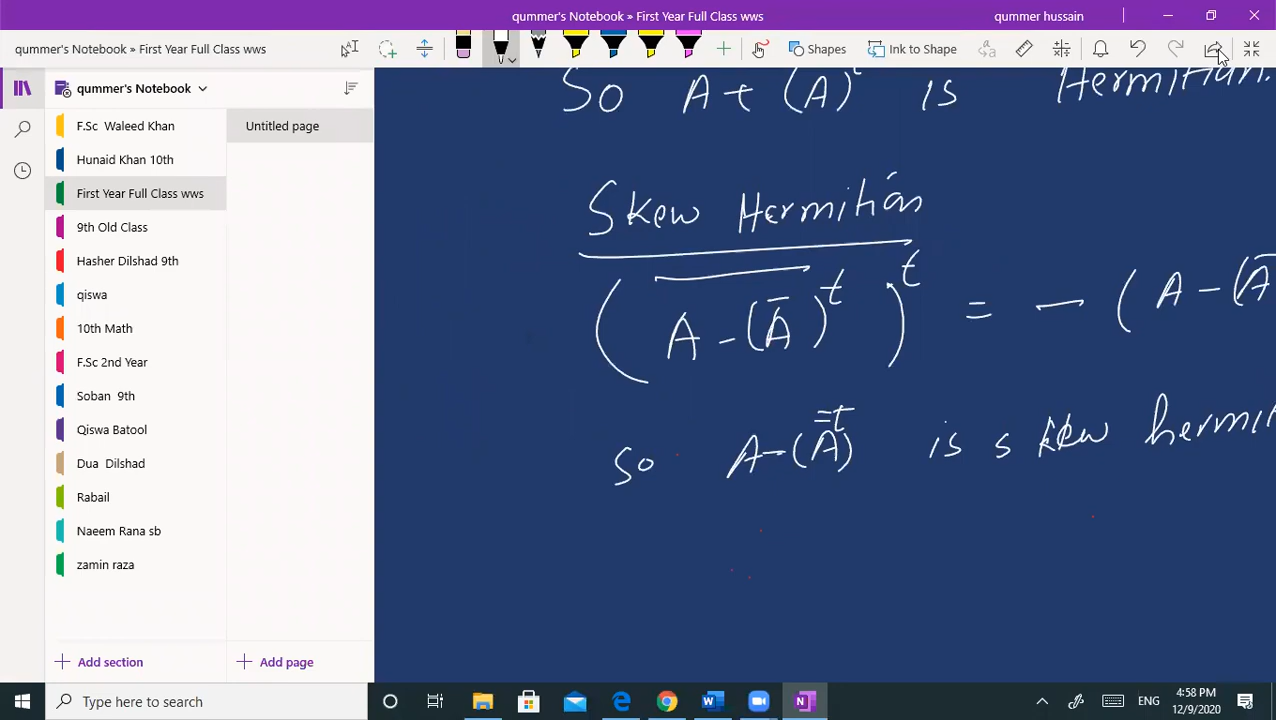 qummer's Notebook » First Year Full Class wws
qummer hussain
qummer's Notebook » First Year Full Class wws
Shapes
Ink to Shape
qummer's Notebook
F.Sc Waleed Khan
Hunaid Khan 10th
First Year Full Class wws
9th Old Class
Hasher Dilshad 9th
qiswa
10th Math
F.Sc 2nd Year
Soban 9th
Qiswa Batool
Dua Dilshad
Rabail
Naeem Rana sb
zamin raza
Add section
Untitled page
Add page
So A + (A)^t is Hermitian.
Skew Hermitian
(\overline{A - (Ā)^t})^t = - (A - (Ā
So A - (\overline{\overline{A}})^t is skew hermi
Type here to search
ENG
4:58 PM
12/9/2020